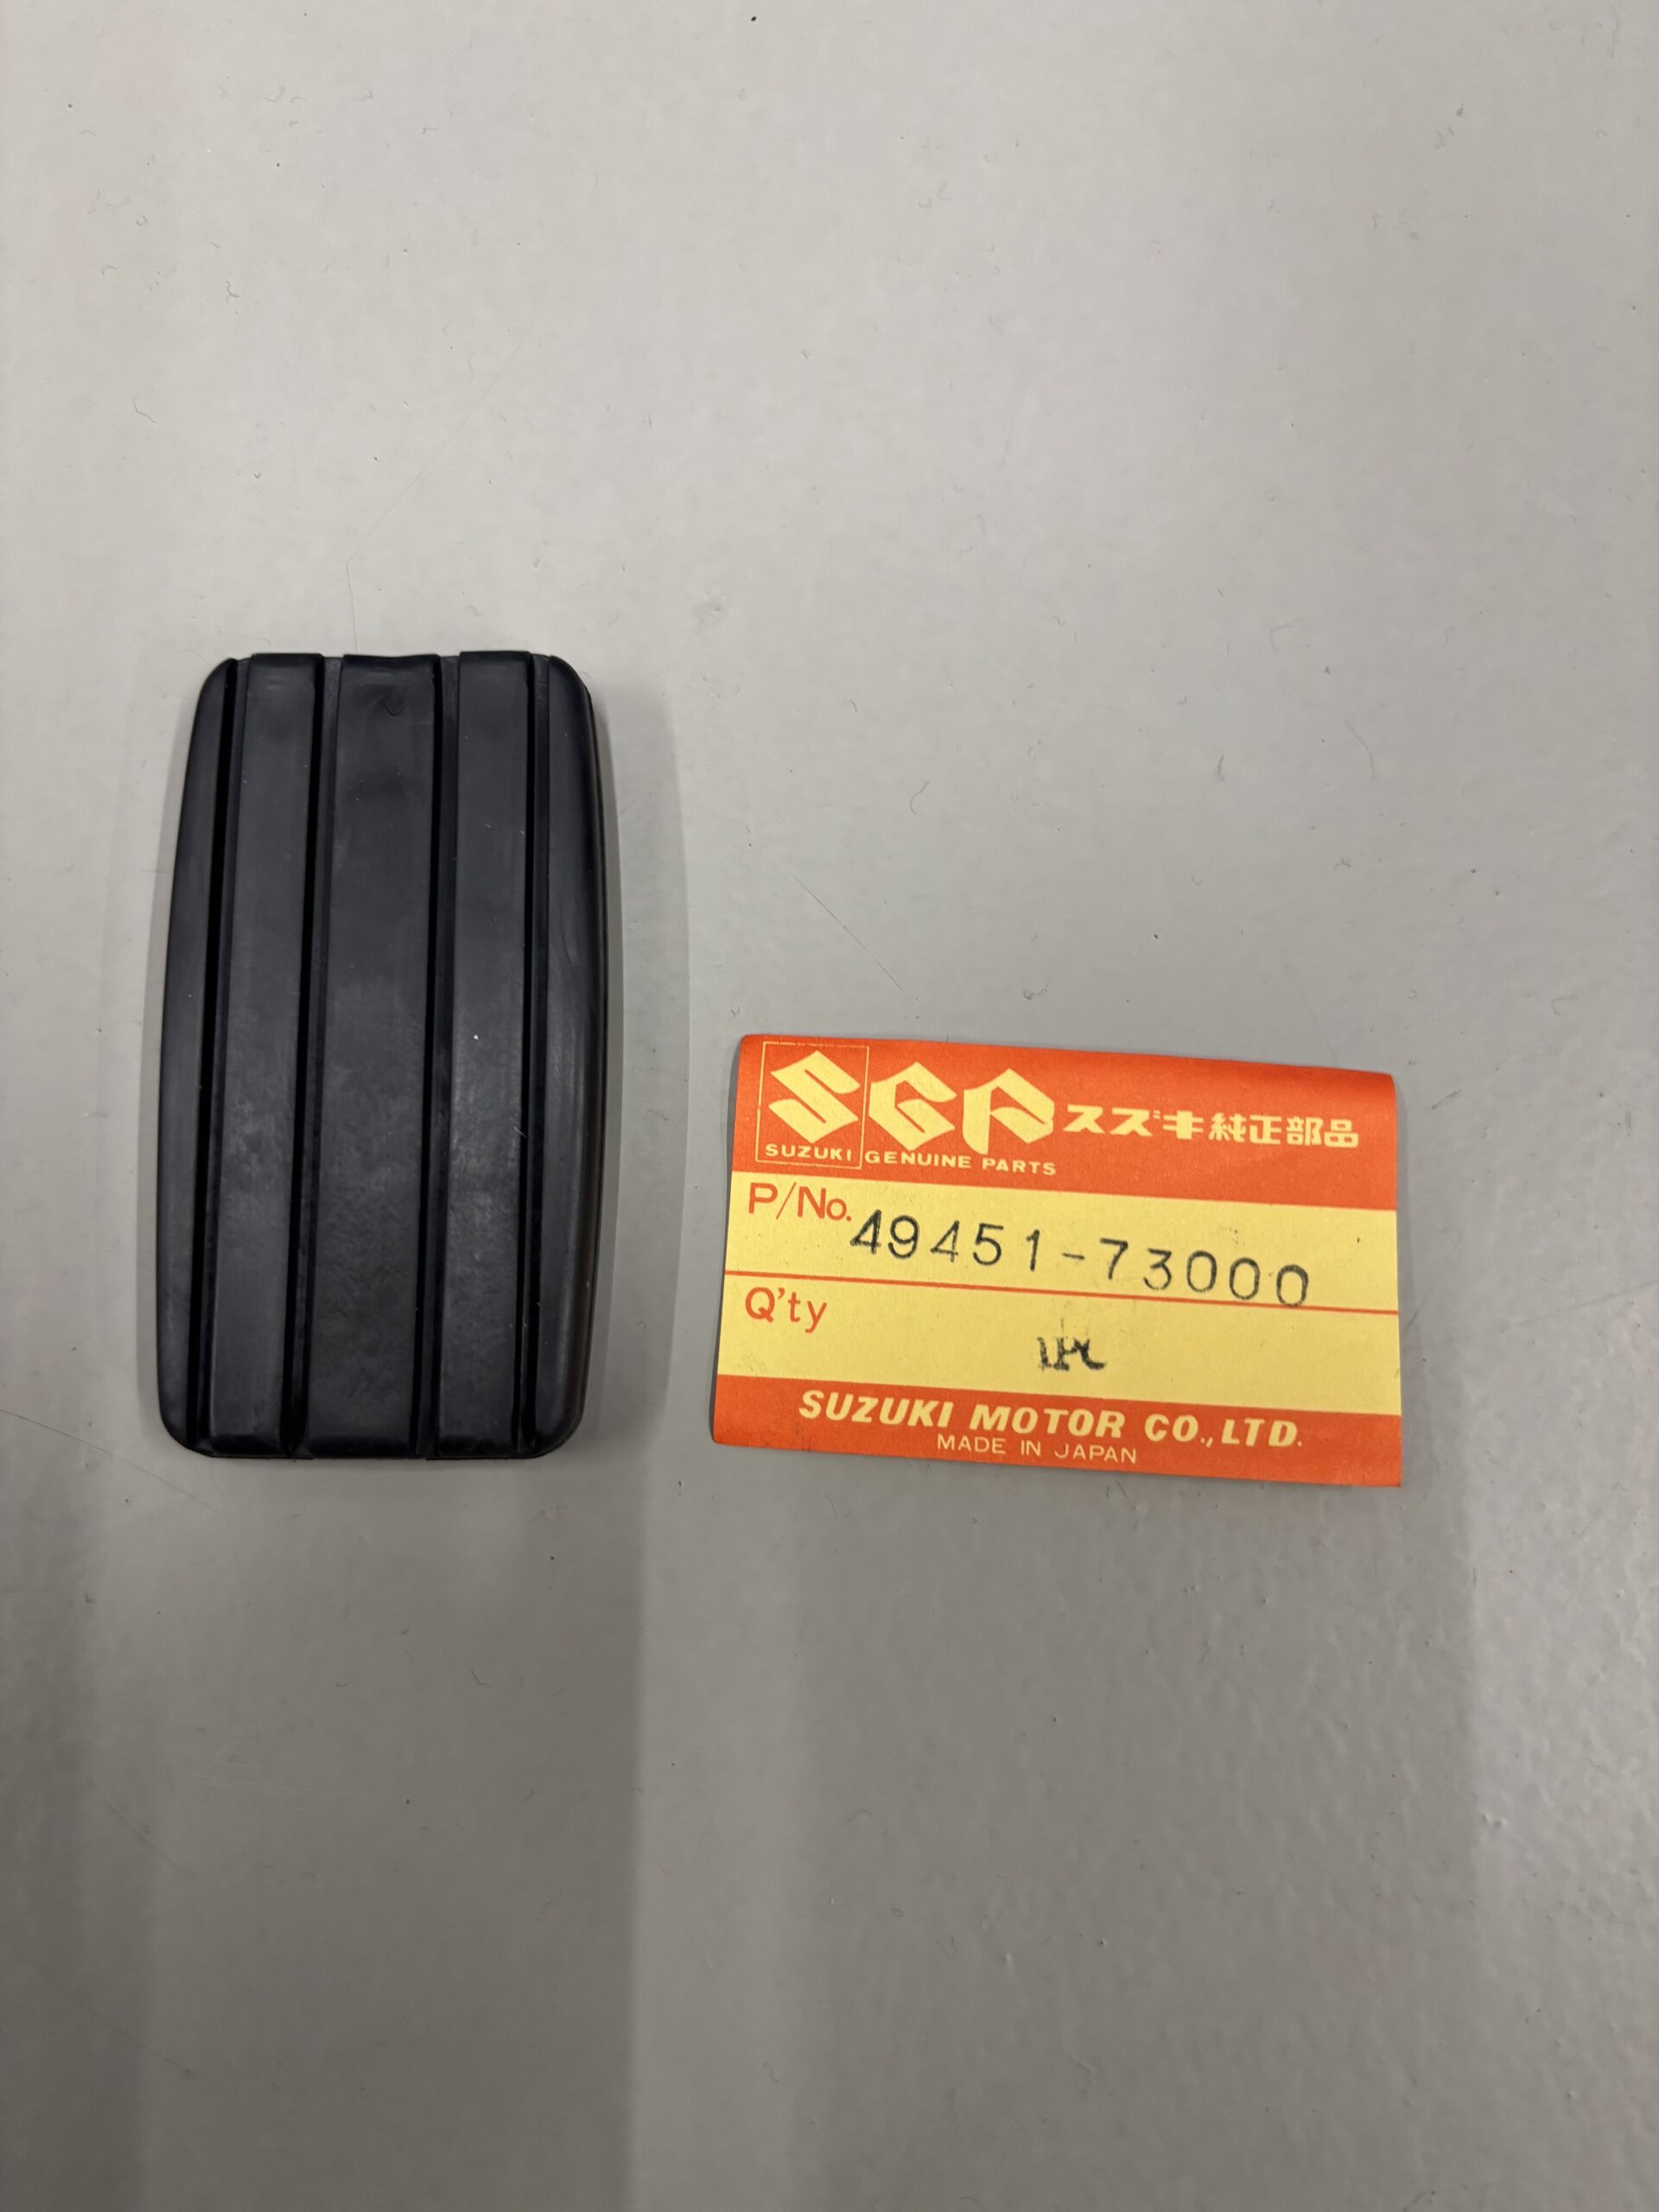 SGP スズキ純正部品
SUZUKI GENUINE PARTS
P/No. 49451-73000
Q'ty 1PC
SUZUKI MOTOR CO., LTD.
MADE IN JAPAN